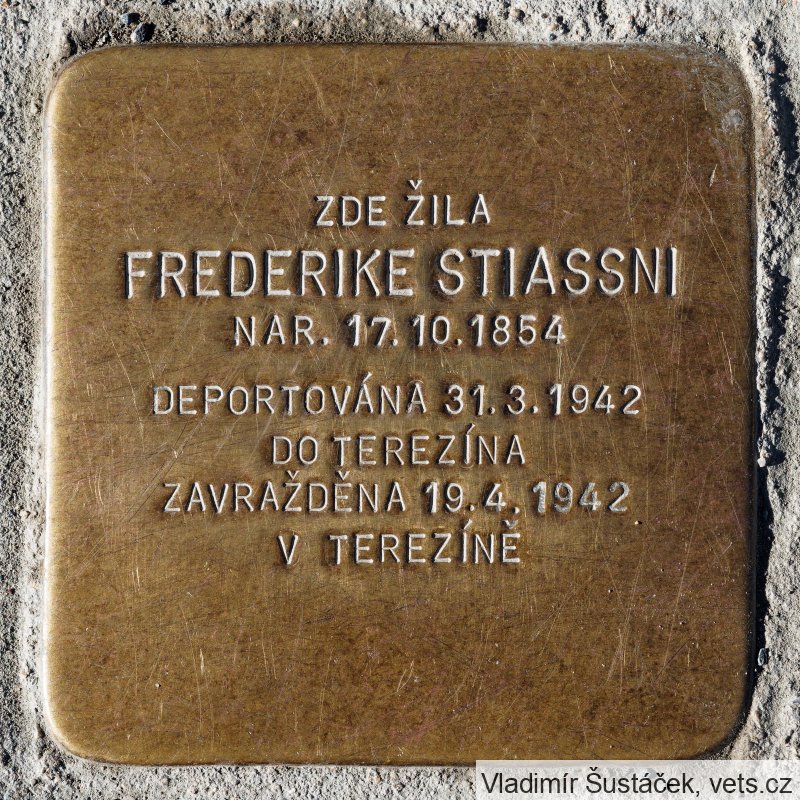 ZDE ŽILA
FREDERIKE STIASSNI
NAR. 17.10.1854
DEPORTOVÁNA 31.3.1942
DO TEREZÍNA
ZAVRAŽDĚNA 19.4.1942
V TEREZÍNĚ
Vladimír Šustáček, vets.cz